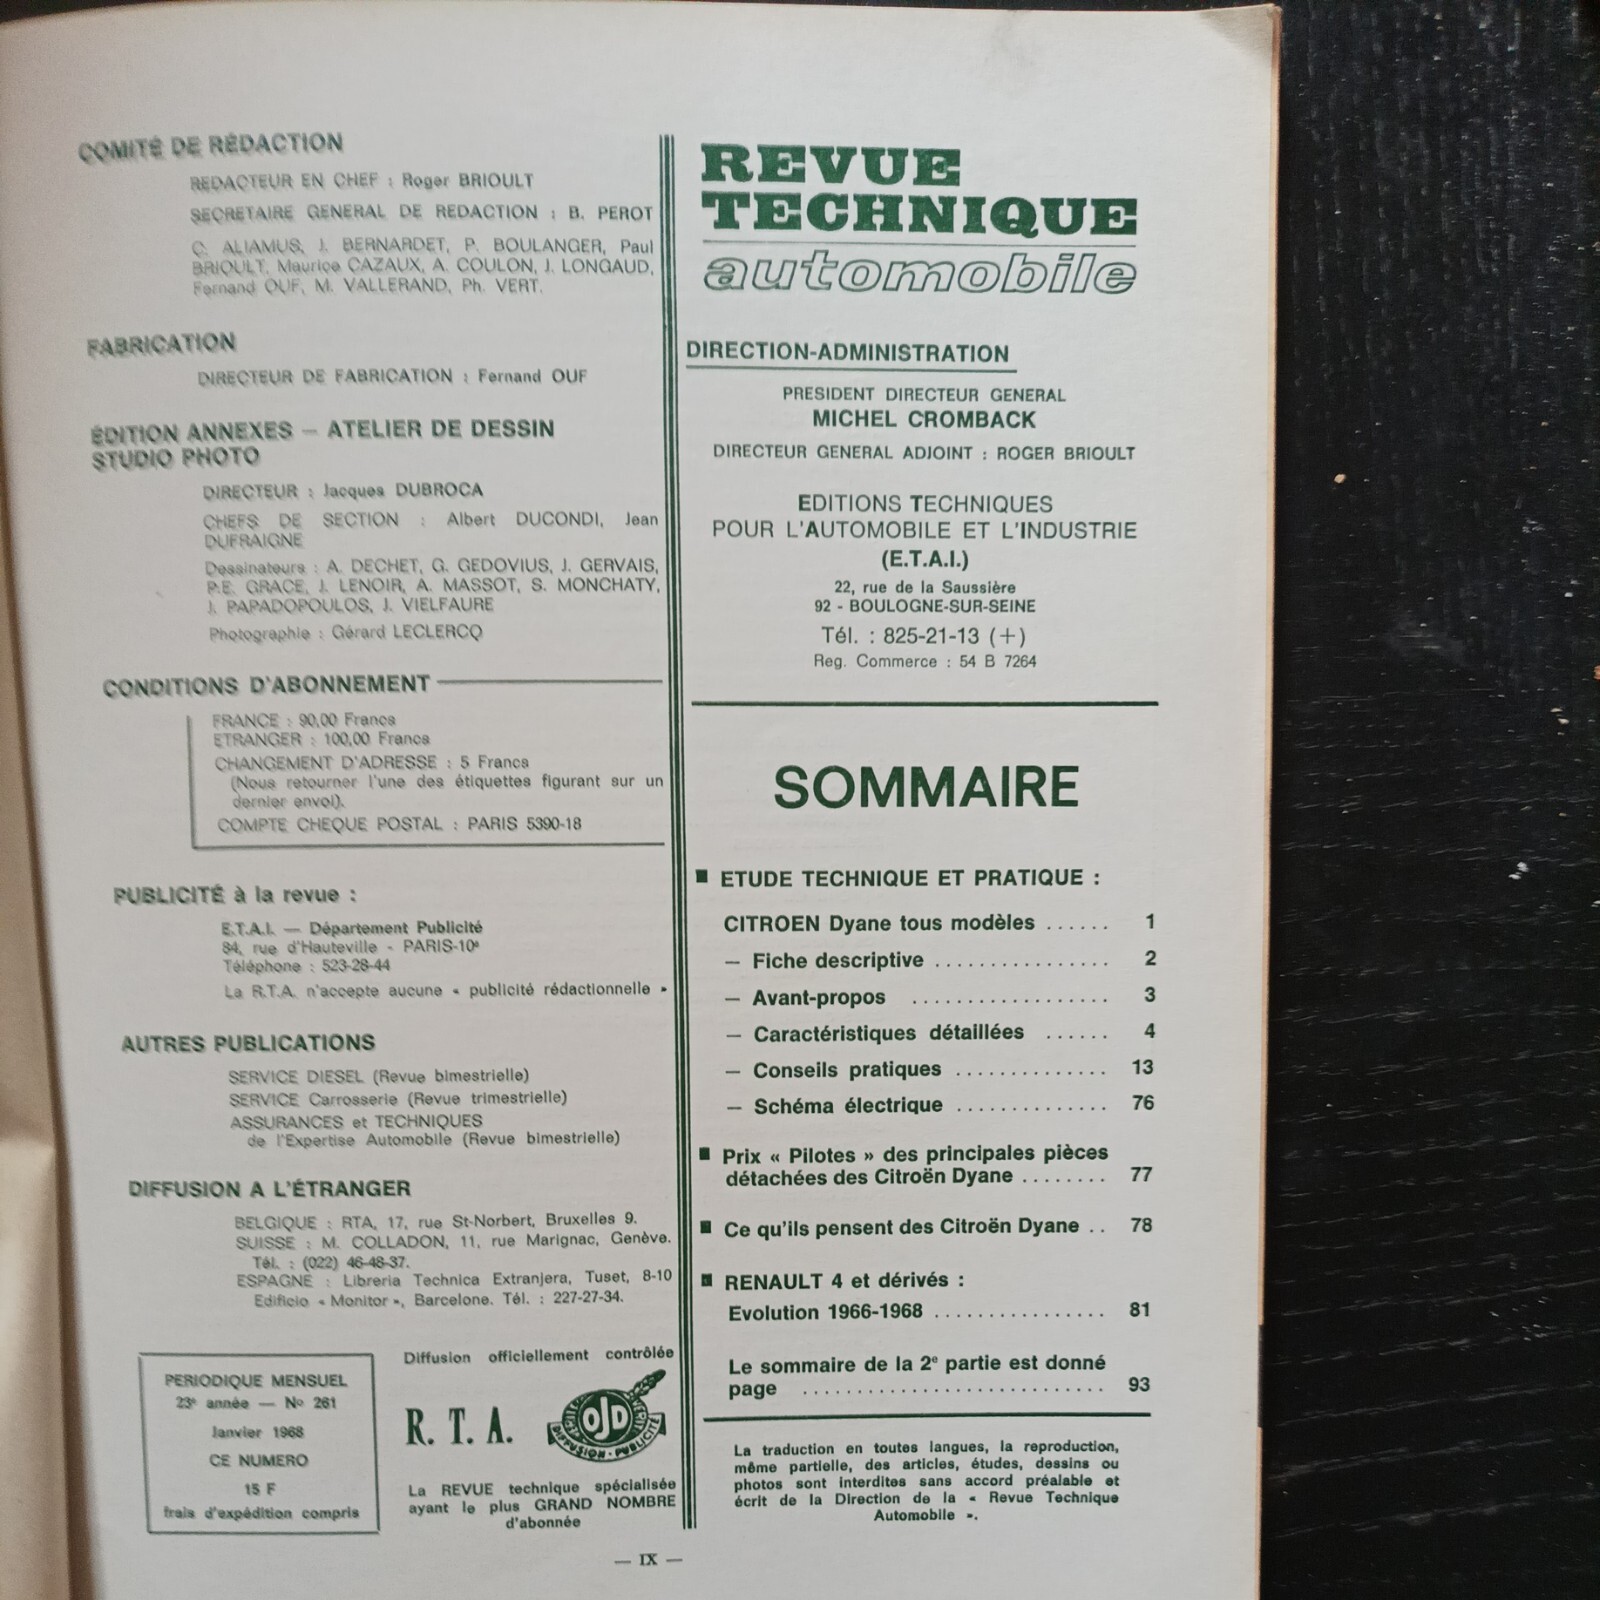 COMITÉ DE RÉDACTION
REDACTEUR EN CHEF : Roger BRIOULT
SECRETAIRE GENERAL DE REDACTION : B. PEROT
C. ALIAMUS, J. BERNARDET, P. BOULANGER, Paul
BRIOULT, Maurice CAZAUX, A. COULON, J. LONGAUD,
Fernand OUF, M. VALLERAND, Ph. VERT.
FABRICATION
DIRECTEUR DE FABRICATION : Fernand OUF
ÉDITION ANNEXES — ATELIER DE DESSIN
STUDIO PHOTO
DIRECTEUR : Jacques DUBROCA
CHEFS DE SECTION : Albert DUCONDI, Jean
DUFRAIGNE
Dessinateurs : A. DECHET, G. GEDOVIUS, J. GERVAIS,
P.E. GRACE, J. LENOIR, A. MASSOT, S. MONCHATY,
J. PAPADOPOULOS, J. VIELFAURE
Photographie : Gérard LECLERCQ
CONDITIONS D'ABONNEMENT
FRANCE : 90,00 Francs
ETRANGER : 100,00 Francs
CHANGEMENT D'ADRESSE : 5 Francs
(Nous retourner l'une des étiquettes figurant sur un
dernier envoi).
COMPTE CHEQUE POSTAL : PARIS 5390-18
PUBLICITÉ à la revue :
E.T.A.I. — Département Publicité
84, rue d'Hauteville - PARIS-10e
Téléphone : 523-28-44
La R.T.A. n'accepte aucune « publicité rédactionnelle »
AUTRES PUBLICATIONS
SERVICE DIESEL (Revue bimestrielle)
SERVICE Carrosserie (Revue trimestrielle)
ASSURANCES et TECHNIQUES
de l'Expertise Automobile (Revue bimestrielle)
DIFFUSION A L'ÉTRANGER
BELGIQUE : RTA, 17, rue St-Norbert, Bruxelles 9.
SUISSE : M. COLLADON, 11, rue Marignac, Genève.
Tél. : (022) 46-48-37.
ESPAGNE : Libreria Technica Extranjera, Tuset, 8-10
Edificio « Monitor », Barcelone. Tél. : 227-27-34.
PERIODIQUE MENSUEL
23e année — No 261
Janvier 1968
CE NUMERO
15 F
frais d'expédition compris
Diffusion officiellement contrôlée
R. T. A.
OJD
DIFFUSION - PUBLICITÉ
La REVUE technique spécialisée
ayant le plus GRAND NOMBRE
d'abonnée
REVUE
TECHNIQUE
automobile
DIRECTION-ADMINISTRATION
PRESIDENT DIRECTEUR GENERAL
MICHEL CROMBACK
DIRECTEUR GENERAL ADJOINT : ROGER BRIOULT
EDITIONS TECHNIQUES
POUR L'AUTOMOBILE ET L'INDUSTRIE
(E.T.A.I.)
22, rue de la Saussière
92 - BOULOGNE-SUR-SEINE
Tél. : 825-21-13 (+)
Reg. Commerce : 54 B 7264
SOMMAIRE
■ ETUDE TECHNIQUE ET PRATIQUE :
CITROEN Dyane tous modèles ...... 1
— Fiche descriptive ................ 2
— Avant-propos .................. 3
— Caractéristiques détaillées ...... 4
— Conseils pratiques .............. 13
— Schéma électrique .............. 76
■ Prix « Pilotes » des principales pièces
détachées des Citroën Dyane ........ 77
■ Ce qu'ils pensent des Citroën Dyane .. 78
■ RENAULT 4 et dérivés :
Evolution 1966-1968 ................ 81
Le sommaire de la 2e partie est donné
page ............................ 93
La traduction en toutes langues, la reproduction,
même partielle, des articles, études, dessins ou
photos sont interdites sans accord préalable et
écrit de la Direction de la « Revue Technique
Automobile ».
— IX —